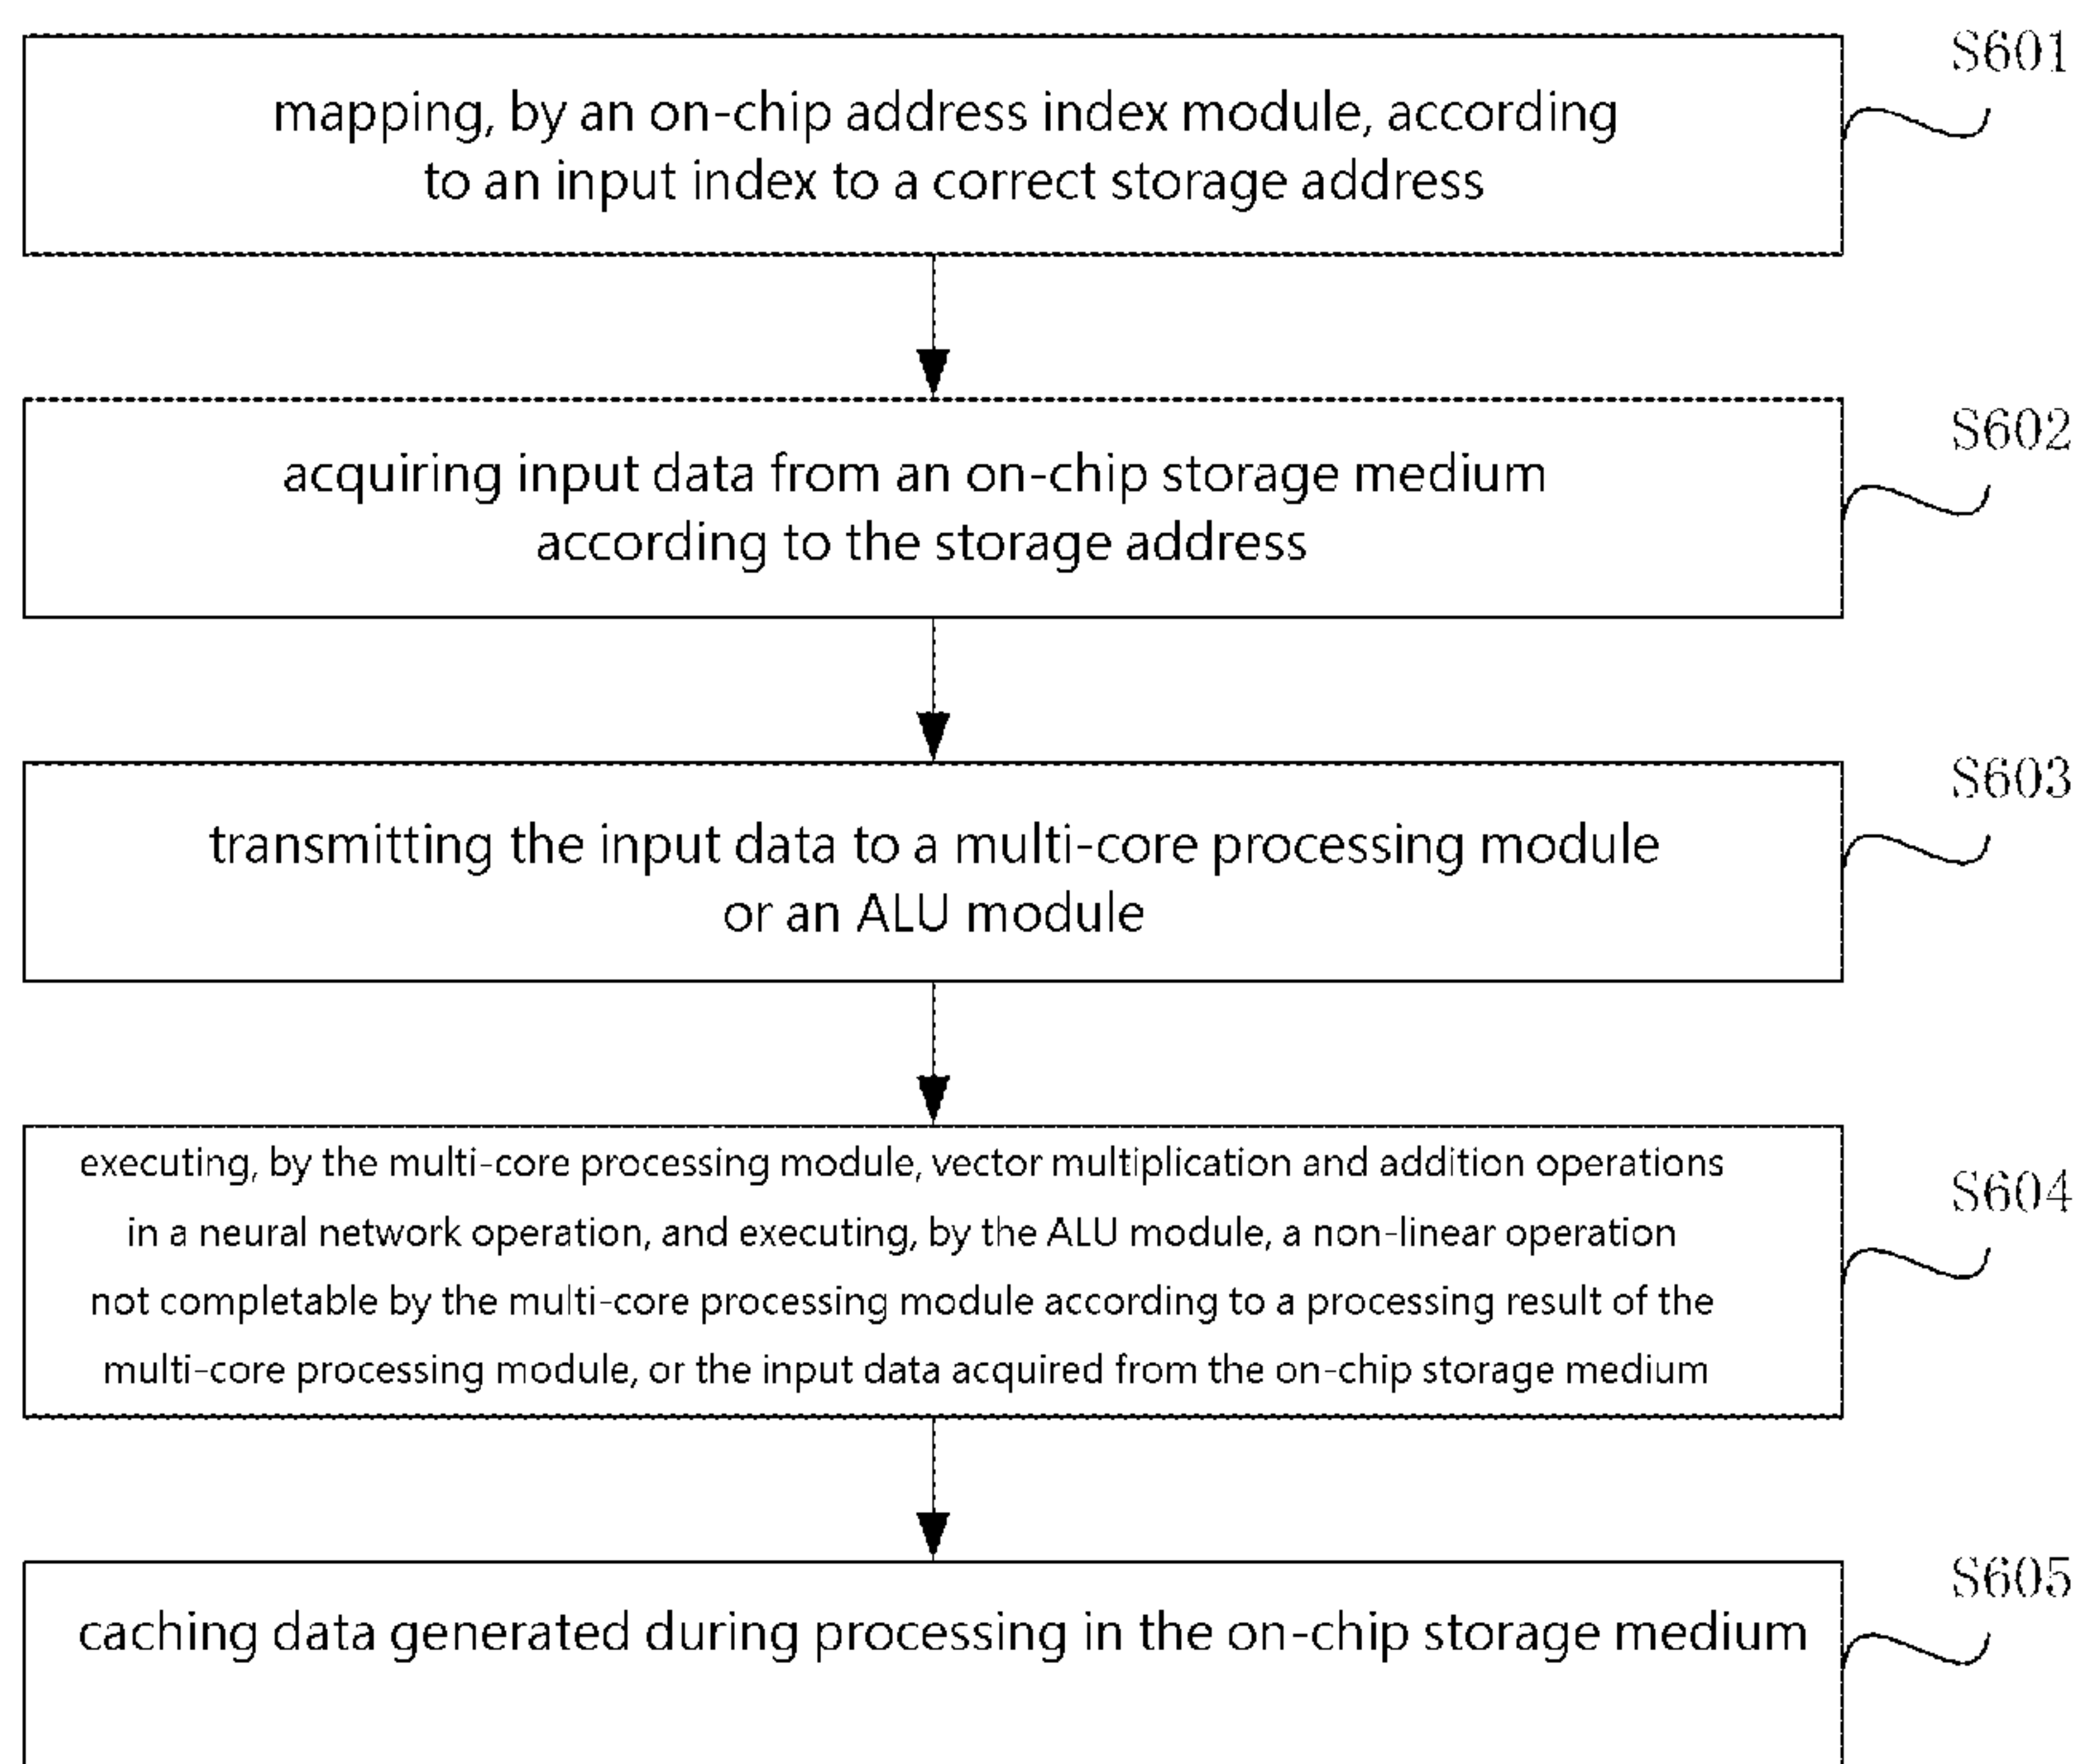 S601
mapping, by an on-chip address index module, according
to an input index to a correct storage address
S602
acquiring input data from an on-chip storage medium
according to the storage address
S603
transmitting the input data to a multi-core processing module
or an ALU module
S604
executing, by the multi-core processing module, vector multiplication and addition operations
in a neural network operation, and executing, by the ALU module, a non-linear operation
not completable by the multi-core processing module according to a processing result of the
multi-core processing module, or the input data acquired from the on-chip storage medium
S605
caching data generated during processing in the on-chip storage medium